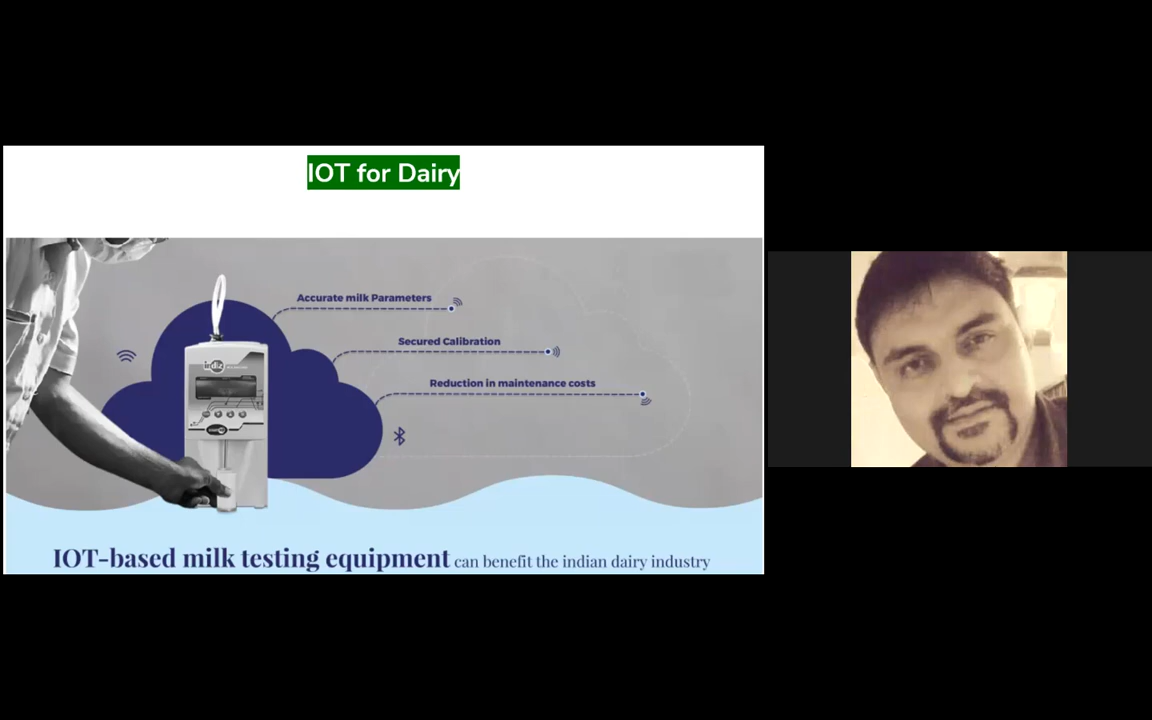 IOT for Dairy
Accurate milk Parameters
Secured Calibration
Reduction in maintenance costs
IOT-based milk testing equipment can benefit the indian dairy industry